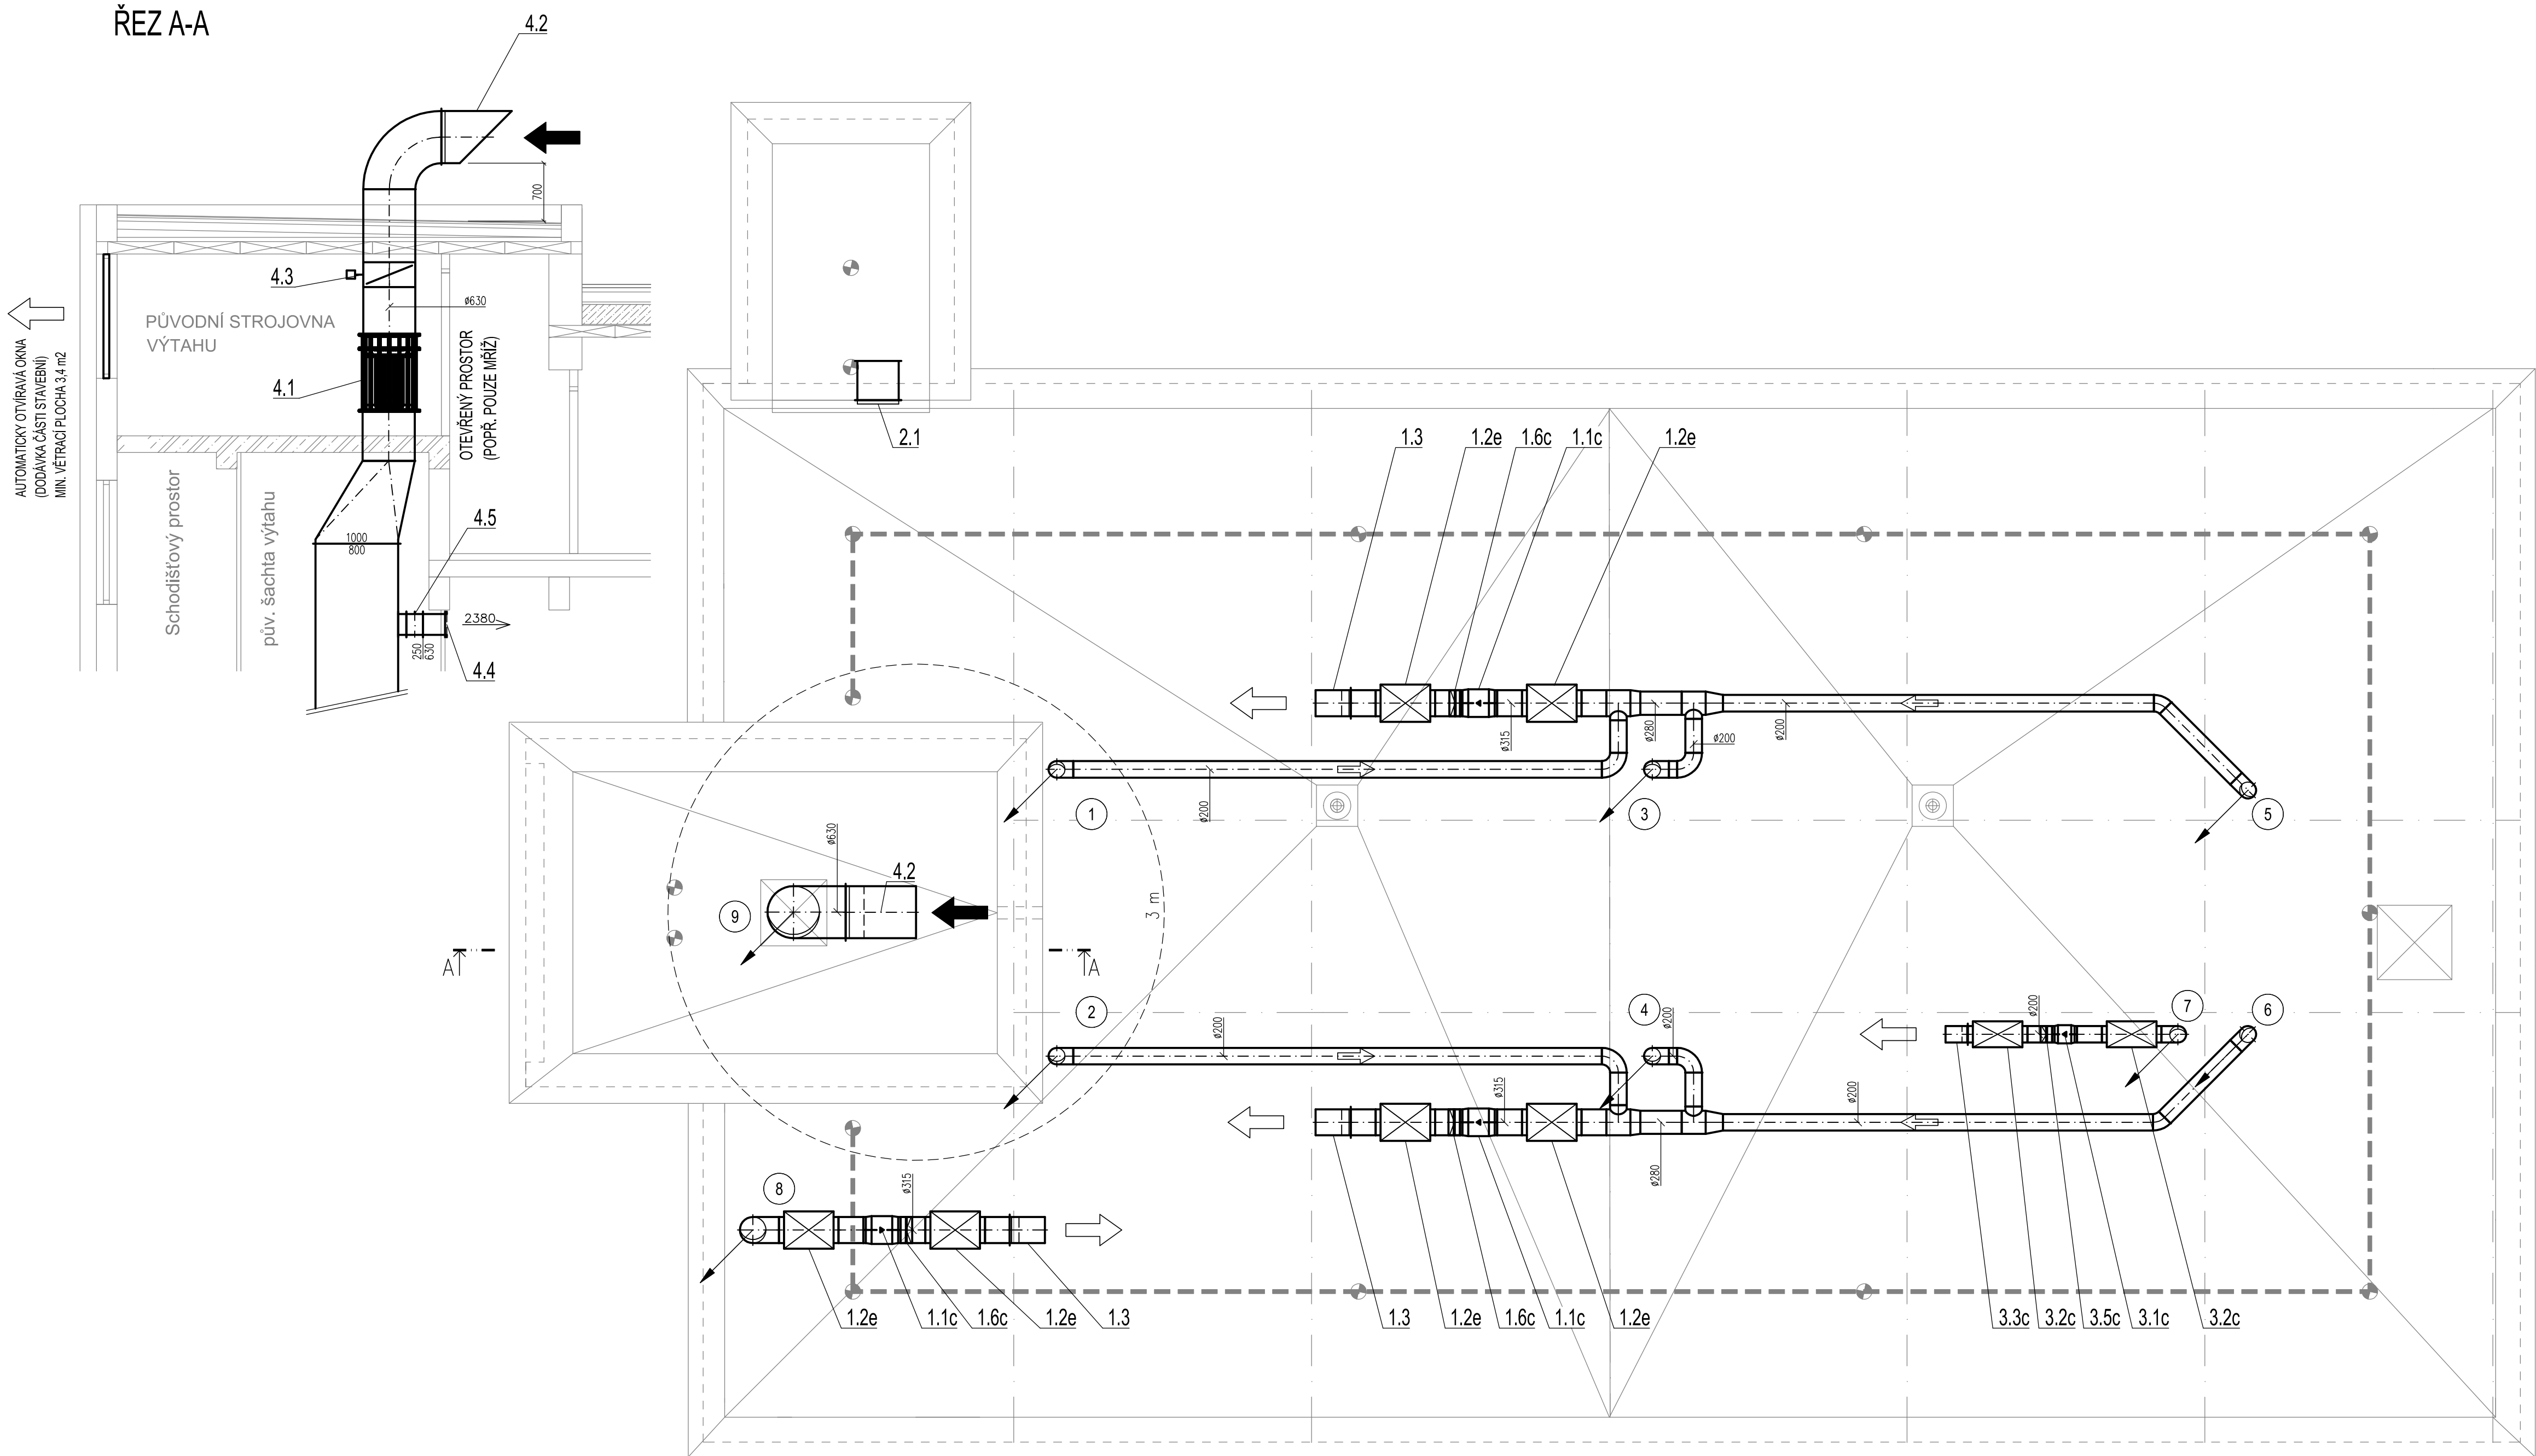 ŘEZ A-A
4.2
700
4.3
ø630
PŮVODNÍ STROJOVNA
VÝTAHU
4.1
OTEVŘENÝ PROSTOR
(POPŘ. POUZE MŘÍŽ)
AUTOMATICKY OTVÍRAVÁ OKNA
(DODÁVKA ČÁSTI STAVEBNÍ)
MIN. VĚTRACÍ PLOCHA 3,4 m2
Schodišťový prostor
pův. šachta výtahu
1000
800
4.5
2380
250
630
4.4
2.1
1.3
1.2e
1.6c
1.1c
1.2e
ø315
ø280
ø200
ø200
ø200
1
3
5
ø630
4.2
9
3 m
A
A
2
4
7
6
ø200
ø200
ø200
ø315
ø200
ø280
8
ø315
1.2e
1.1c
1.6c
1.2e
1.3
1.3
1.2e
1.6c
1.1c
1.2e
3.3c
3.2c
3.5c
3.1c
3.2c